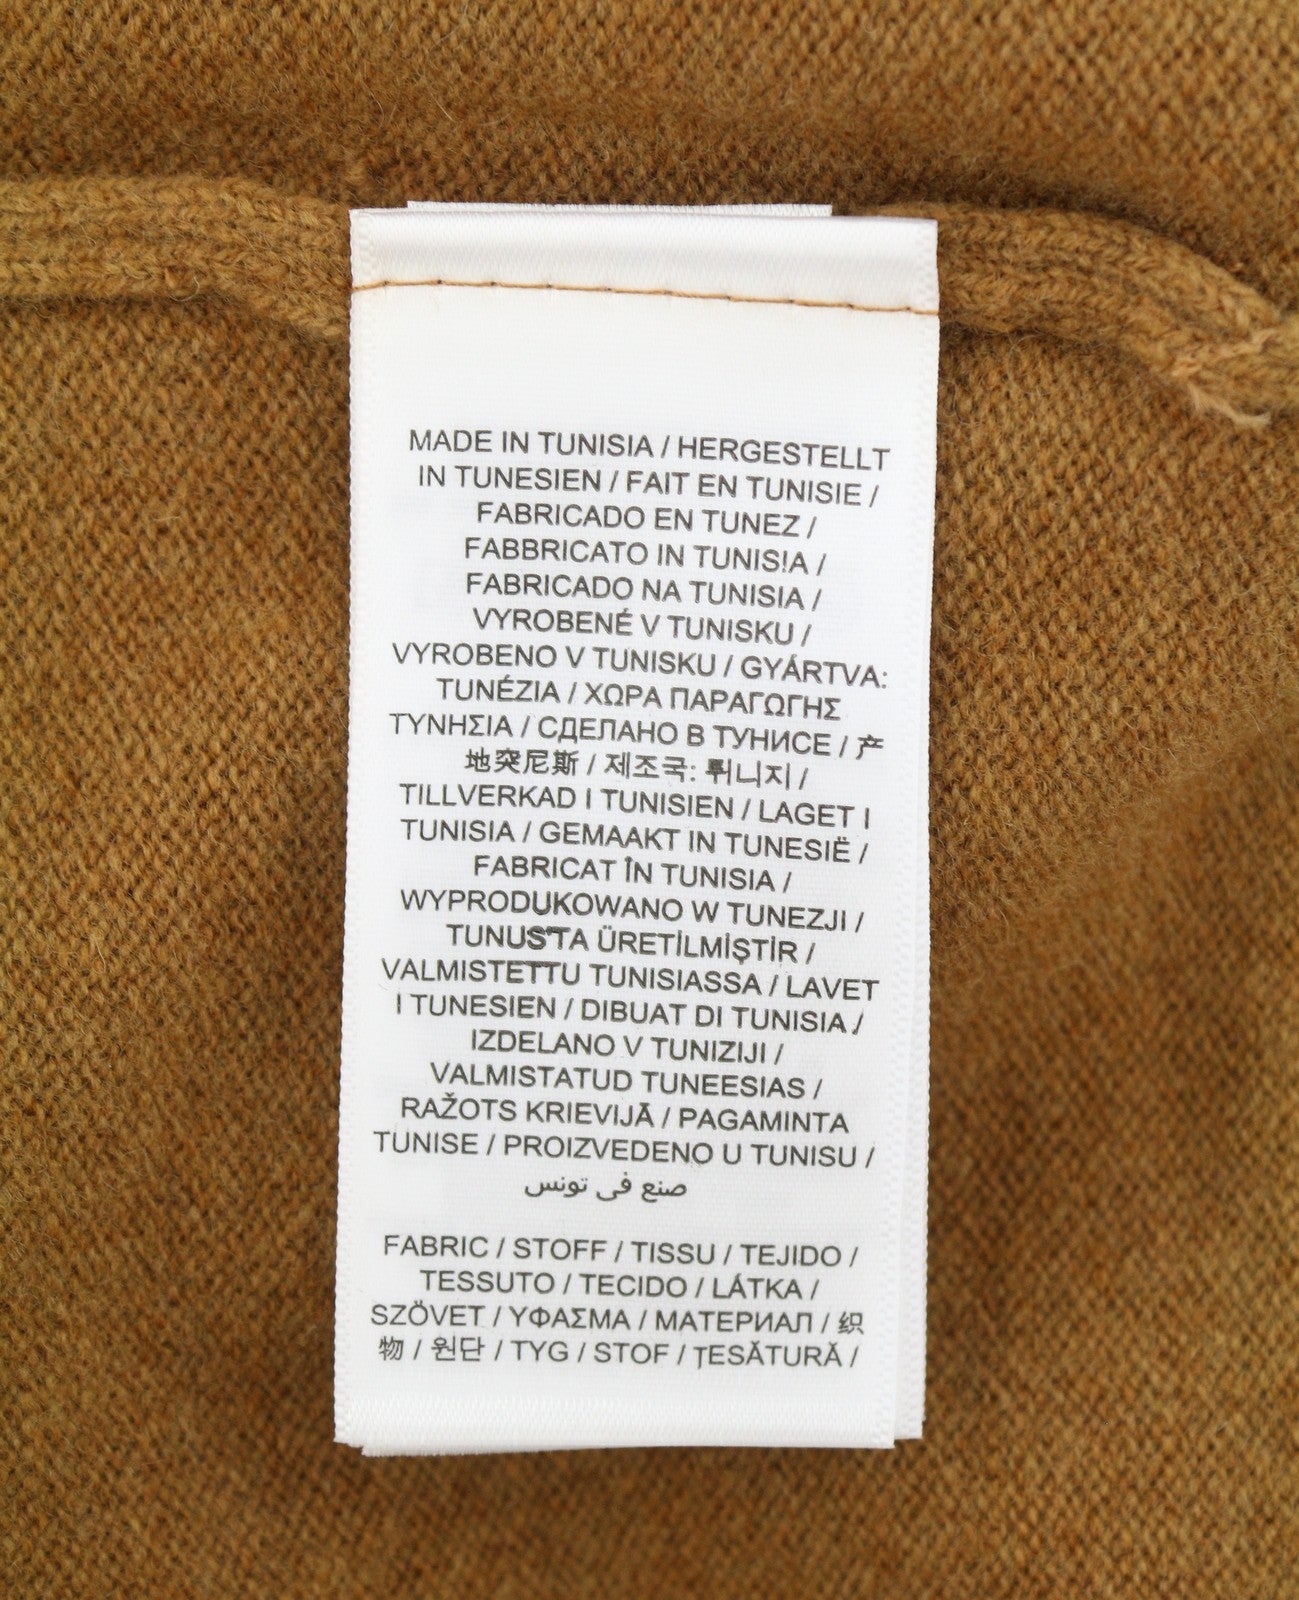 MADE IN TUNISIA / HERGESTELLT
IN TUNESIEN / FAIT EN TUNISIE /
FABRICADO EN TUNEZ /
FABBRICATO IN TUNISIA /
FABRICADO NA TUNISIA /
VYROBENÉ V TUNISKU /
VYROBENO V TUNISKU / GYÁRTVA:
TUNÉZIA / ΧΩΡΑ ΠΑΡΑΓΩΓΗΣ
ΤΥΝΗΣΙΑ / СДЕЛАНО В ТУНИСЕ / 产
地突尼斯 / 제조국: 튀니지 /
TILLVERKAD I TUNISIEN / LAGET I
TUNISIA / GEMAAKT IN TUNESIË /
FABRICAT ÎN TUNISIA /
WYPRODUKOWANO W TUNEZJI /
TUNUS'TA ÜRETİLMİŞTİR /
VALMISTETTU TUNISIASSA / LAVET
I TUNESIEN / DIBUAT DI TUNISIA /
IZDELANO V TUNIZIJI /
VALMISTATUD TUNEESIAS /
RAŽOTS KRIEVIJĀ / PAGAMINTA
TUNISE / PROIZVEDENO U TUNISU /
صنع في تونس
FABRIC / STOFF / TISSU / TEJIDO /
TESSUTO / TECIDO / LÁTKA /
SZÖVET / ΥΦΑΣΜΑ / МАТЕРИАЛ / 织
物 / 원단 / TYG / STOF / ȚESĂTURĂ /